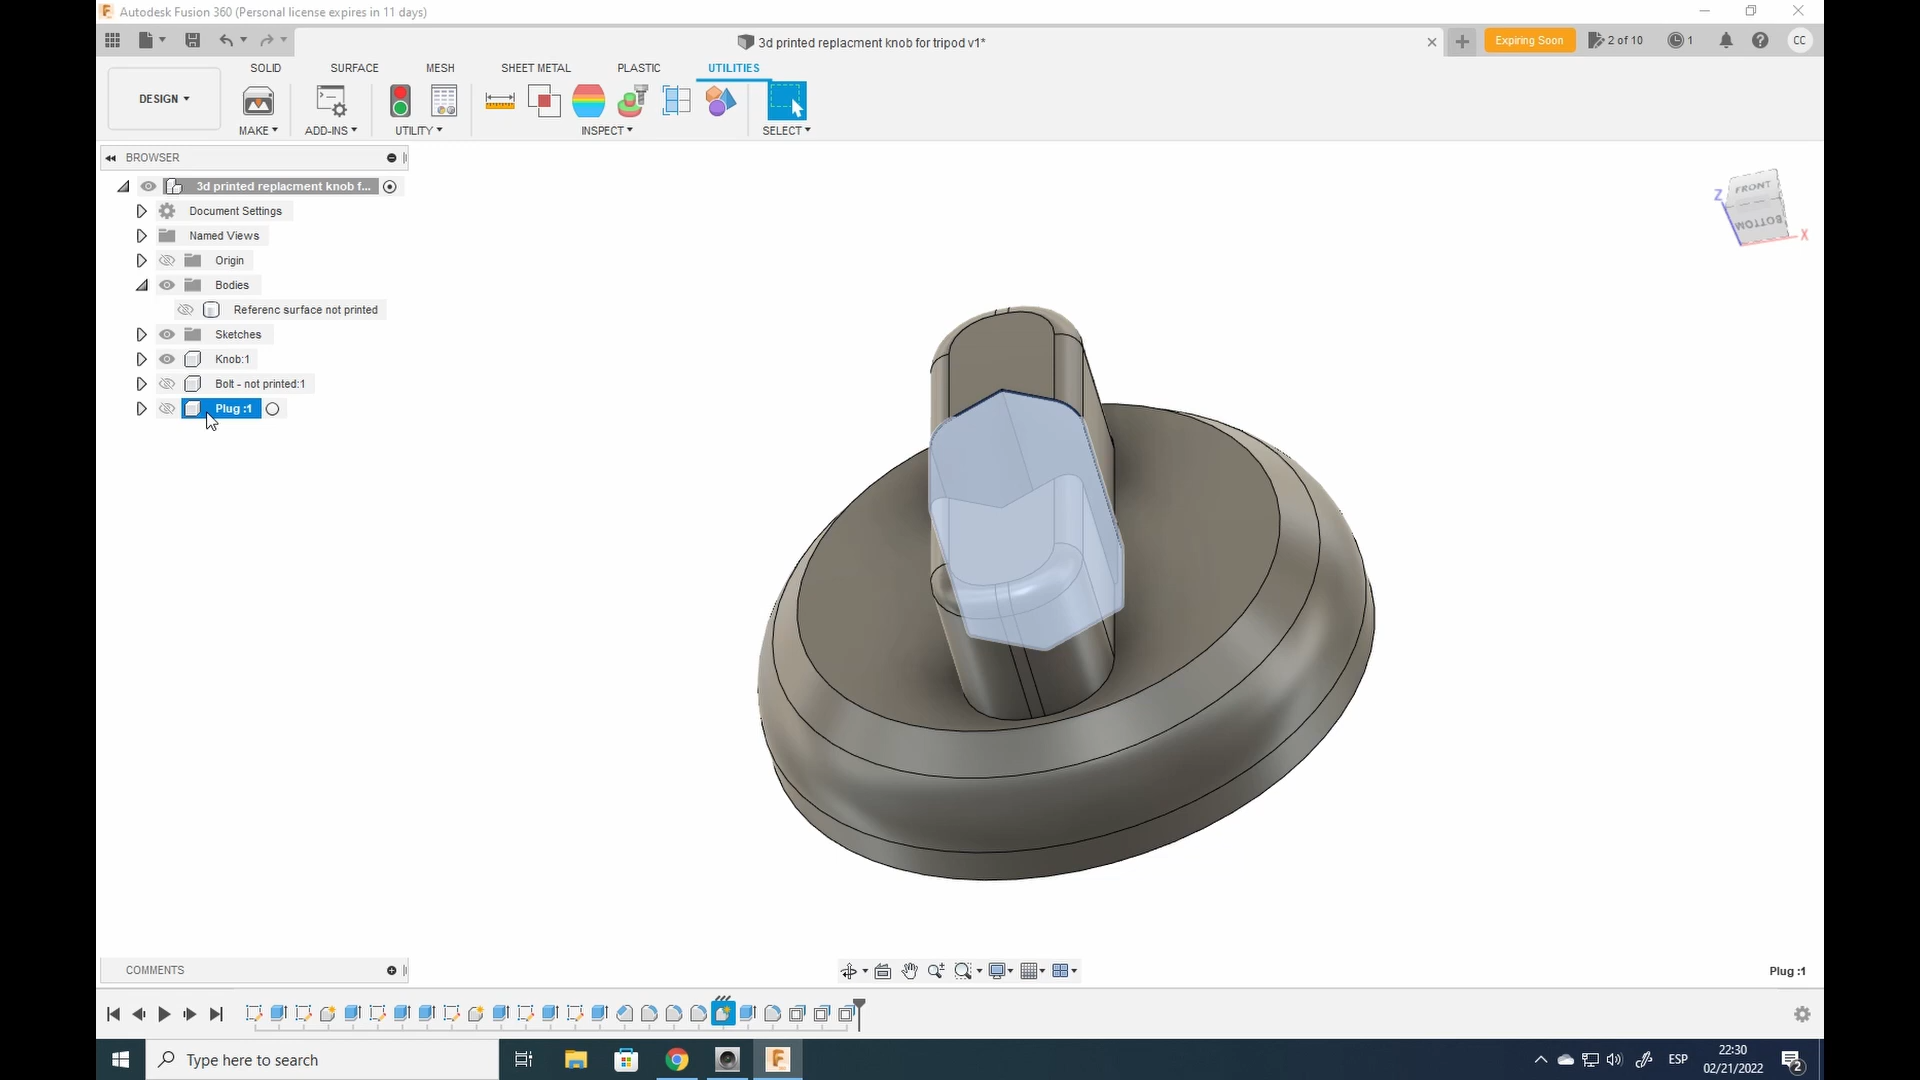 Autodesk Fusion 360 (Personal license expires in 11 days)
3d printed replacment knob for tripod v1*
Expiring Soon
2 of 10
1
CC
SOLID
SURFACE
MESH
SHEET METAL
PLASTIC
UTILITIES
DESIGN
MAKE
ADD-INS
UTILITY
INSPECT
SELECT
BROWSER
3d printed replacment knob f...
Document Settings
Named Views
Origin
Bodies
Referenc surface not printed
Sketches
Knob:1
Bolt - not printed:1
Plug :1
FRONT
BOTTOM
Z
X
COMMENTS
Plug :1
Type here to search
ESP
22:30
02/21/2022
2